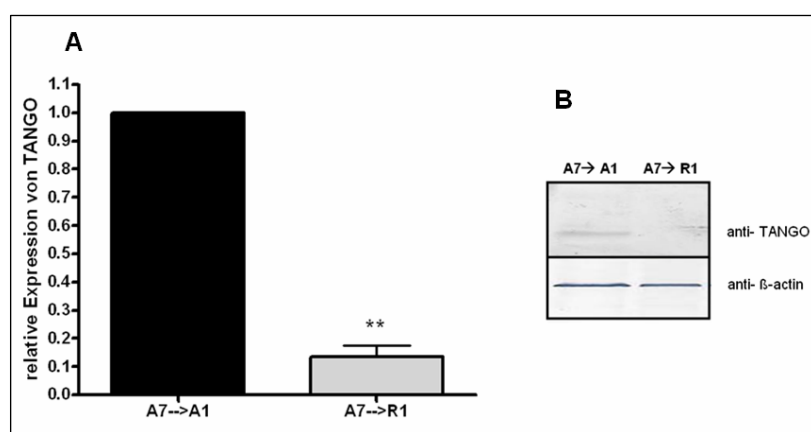 A
relative Expression von TANGO
1.1
1.0
0.9
0.8
0.7
0.6
0.5
0.4
0.3
0.2
0.1
0.0
**
A7-->A1
A7-->R1
B
A7→ A1
A7→ R1
anti- TANGO
anti- ß-actin